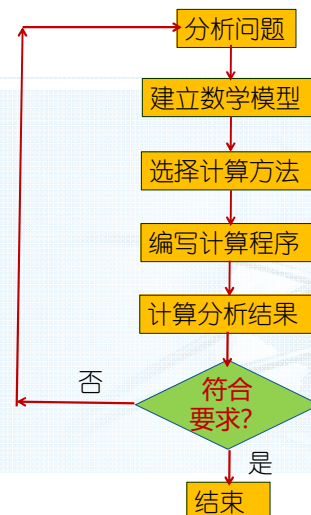 分析问题
建立数学模型
选择计算方法
编写计算程序
计算分析结果
否
符合
要求?
是
结束